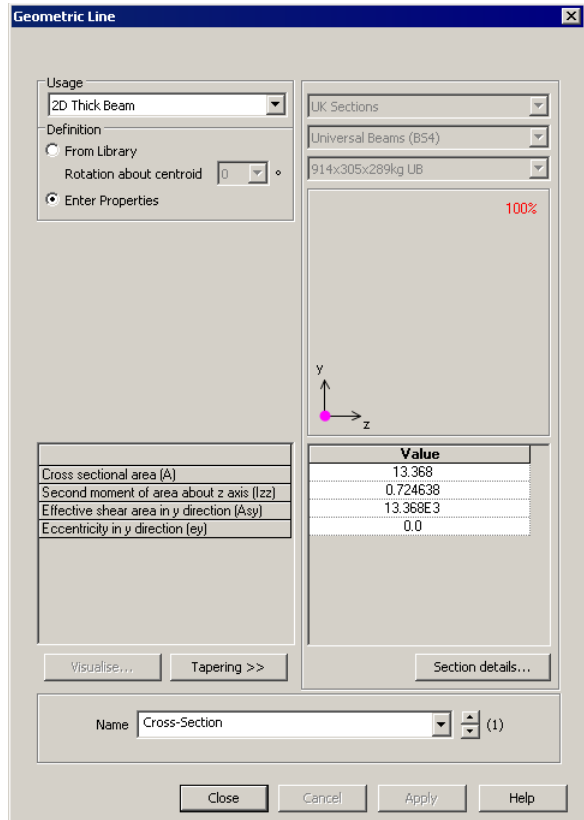 Geometric Line
Usage
2D Thick Beam
Definition
From Library
Rotation about centroid 0 °
Enter Properties
UK Sections
Universal Beams (BS4)
914x305x289kg UB
100%
y
z
Value
Cross sectional area (A) 13.368
Second moment of area about z axis (Izz) 0.724638
Effective shear area in y direction (Asy) 13.368E3
Eccentricity in y direction (ey) 0.0
Visualise... Tapering >> Section details...
Name Cross-Section (1)
Close Cancel Apply Help